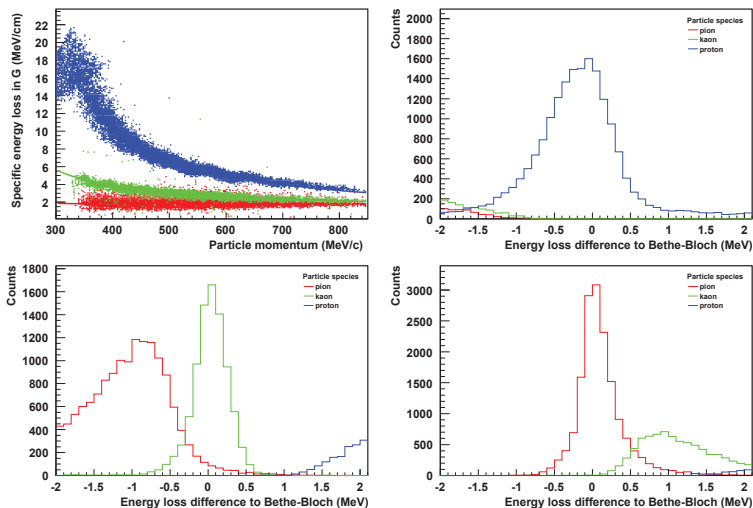 Specific energy loss in G (MeV/cm)
22
20
18
16
14
12
10
8
6
4
2
300 400 500 600 700 800
Particle momentum (MeV/c)
Counts
2000
1800
1600
1400
1200
1000
800
600
400
200
0
-2 -1.5 -1 -0.5 0 0.5 1 1.5 2
Energy loss difference to Bethe-Bloch (MeV)
Particle species
pion
kaon
proton
Counts
1800
1600
1400
1200
1000
800
600
400
200
0
-2 -1.5 -1 -0.5 0 0.5 1 1.5 2
Energy loss difference to Bethe-Bloch (MeV)
Particle species
pion
kaon
proton
Counts
3000
2500
2000
1500
1000
500
0
-2 -1.5 -1 -0.5 0 0.5 1 1.5 2
Energy loss difference to Bethe-Bloch (MeV)
Particle species
pion
kaon
proton